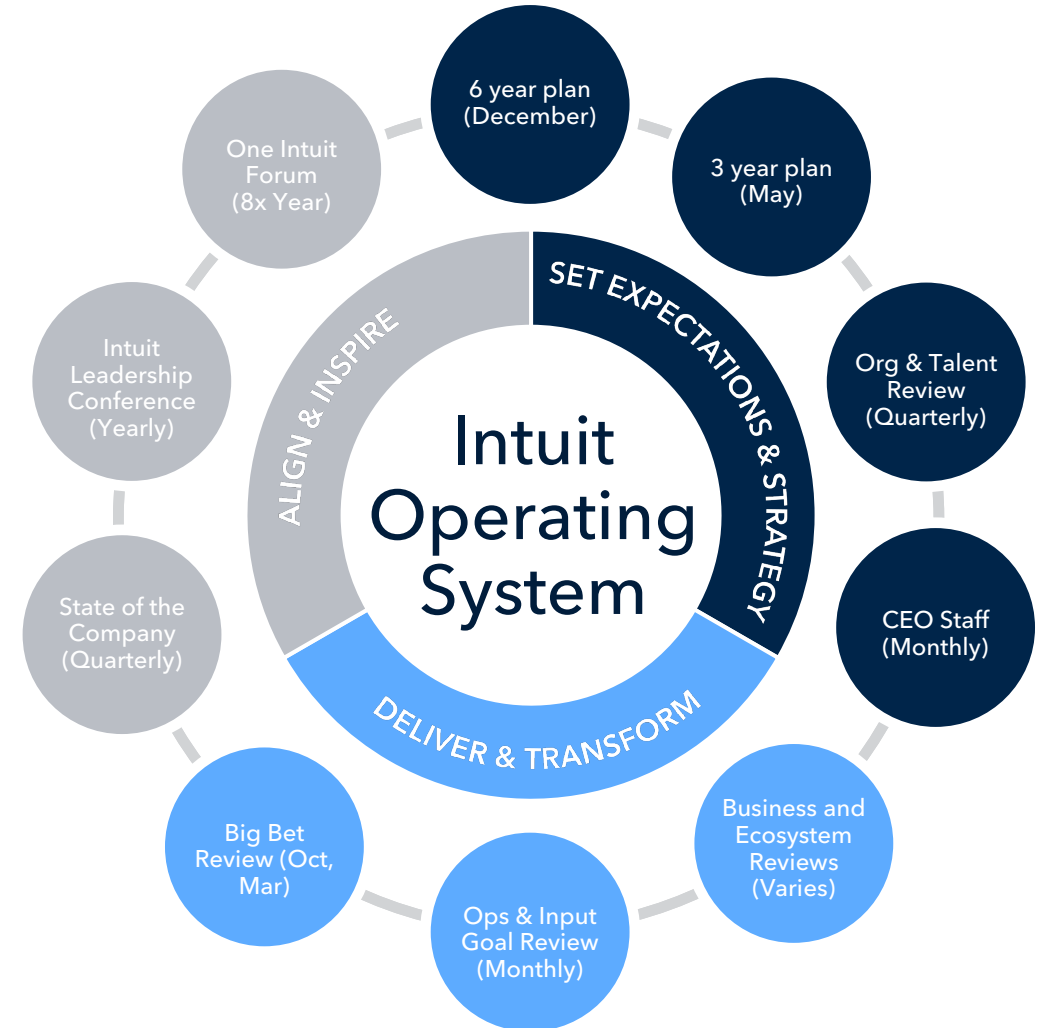 6 year plan
(December)
3 year plan
(May)
Org & Talent
Review
(Quarterly)
CEO Staff
(Monthly)
Business and
Ecosystem
Reviews
(Varies)
Ops & Input
Goal Review
(Monthly)
Big Bet
Review (Oct,
Mar)
State of the
Company
(Quarterly)
Intuit
Leadership
Conference
(Yearly)
One Intuit
Forum
(8x Year)
SET EXPECTATIONS & STRATEGY
DELIVER & TRANSFORM
ALIGN & INSPIRE
Intuit
Operating
System